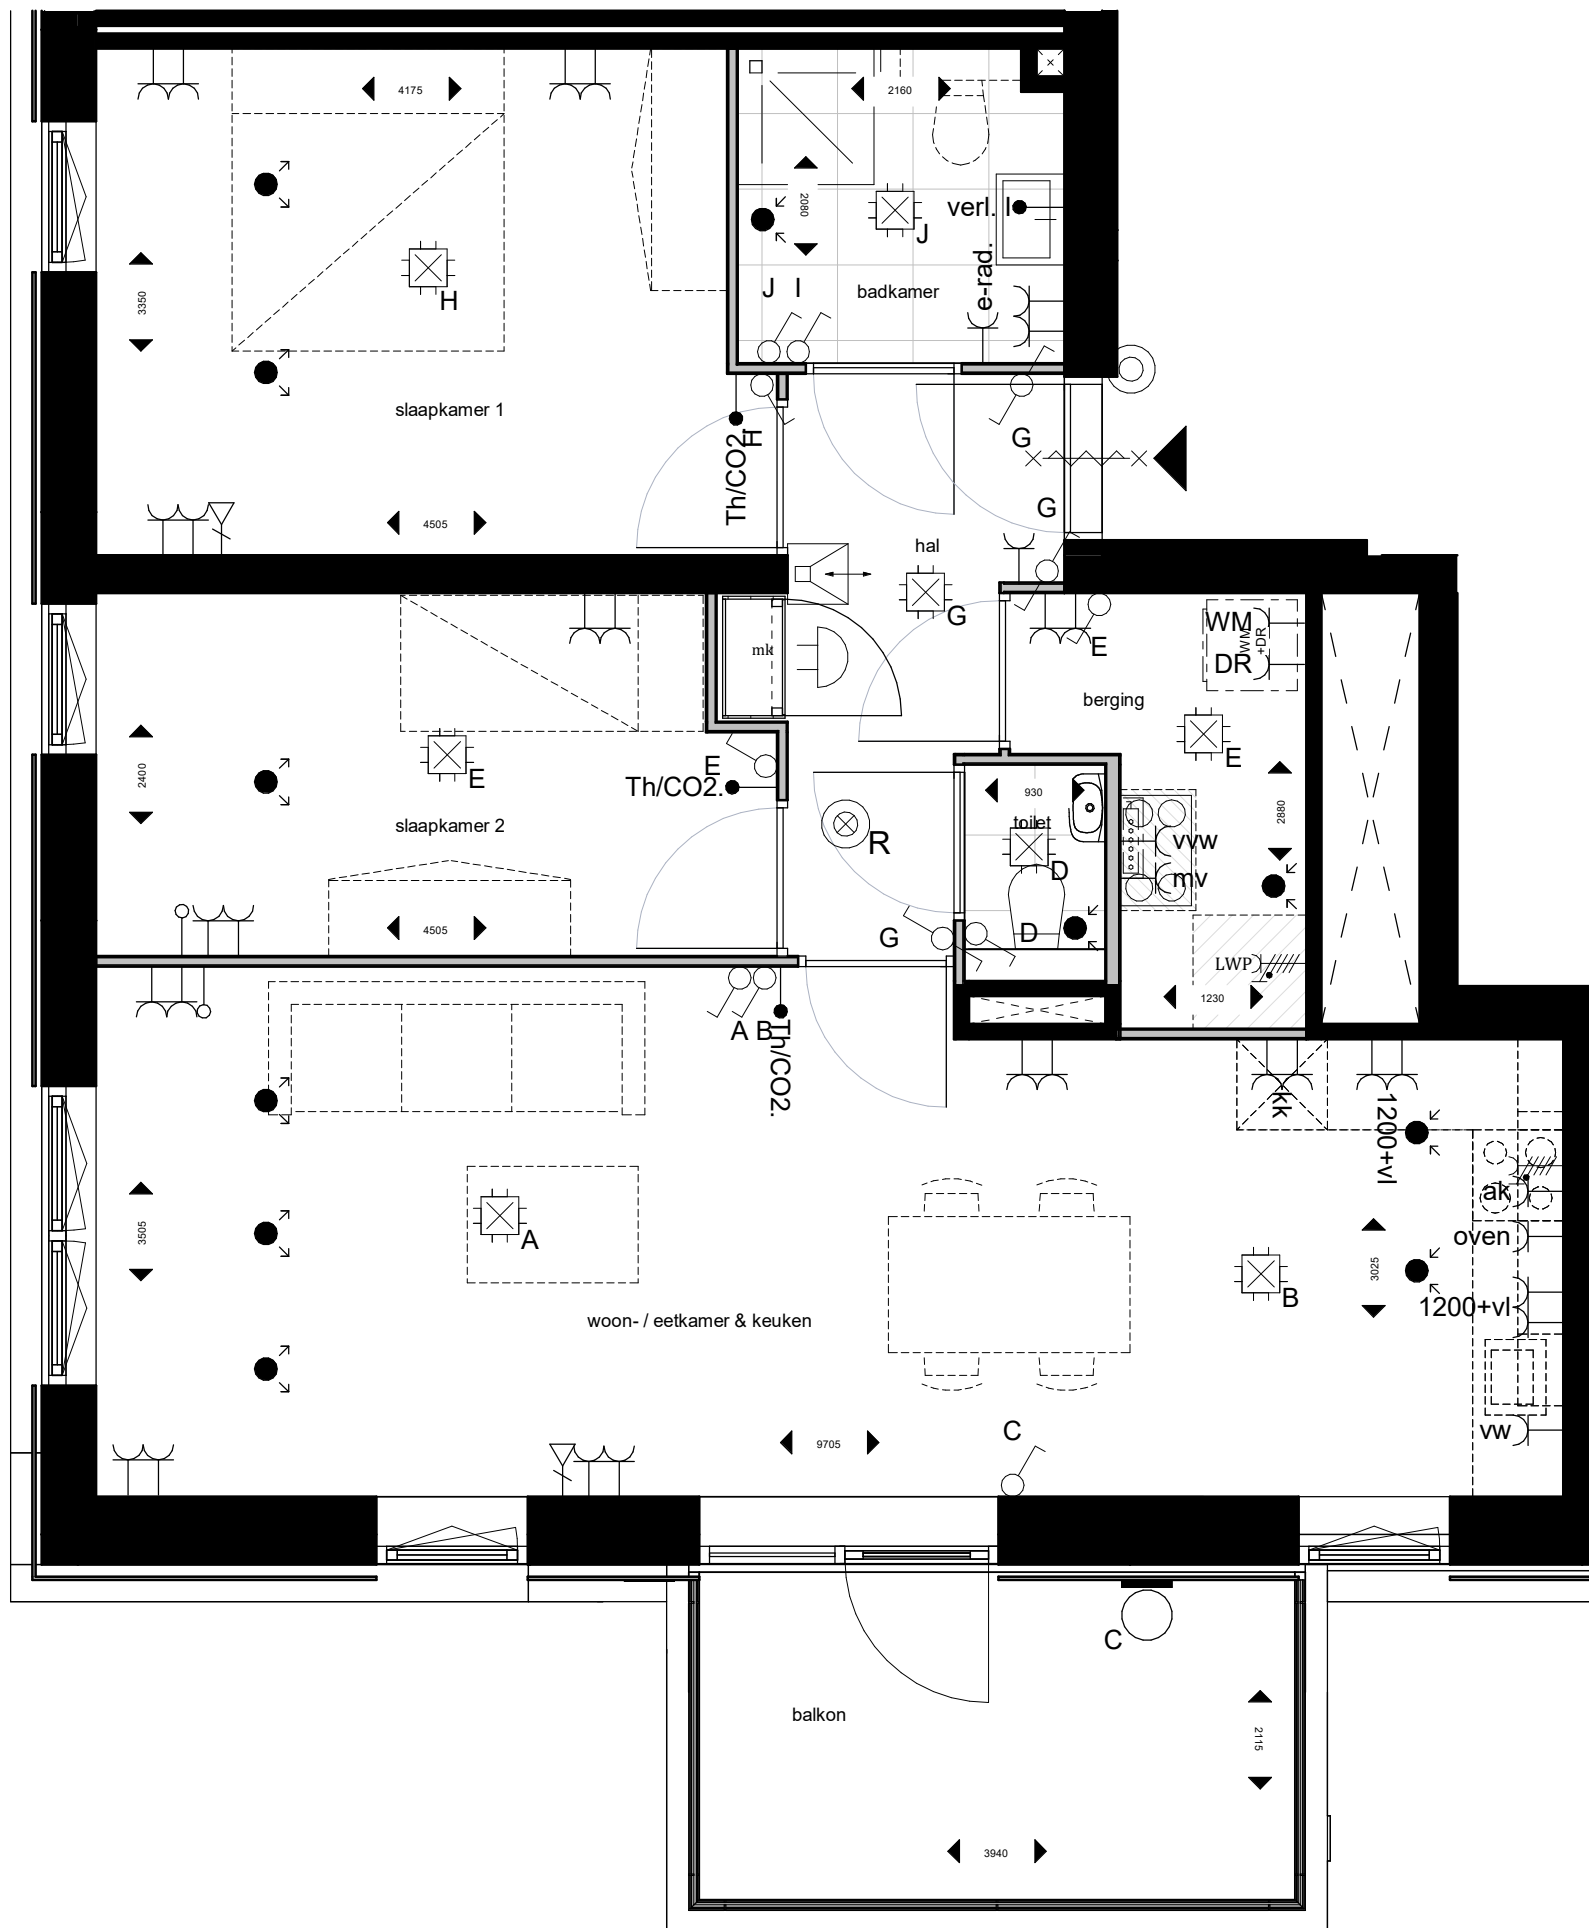 4175
2160
2080
verl. I
J
e-rad.
J I
badkamer
3350
H
slaapkamer 1
H
Th/CO2.
G
4505
G
hal
G
mk
E
WM
WM
+DR
DR
berging
E
2400
E
E
Th/CO2.
slaapkamer 2
930
toilet
2880
R
D
vvw
mv
4505
G
D
LWP
1230
A B
Th/CO2.
kk
1200+vl
ak
3505
A
oven
B
3025
1200+vl
woon- / eetkamer & keuken
9705
C
vw
C
balkon
2115
3940